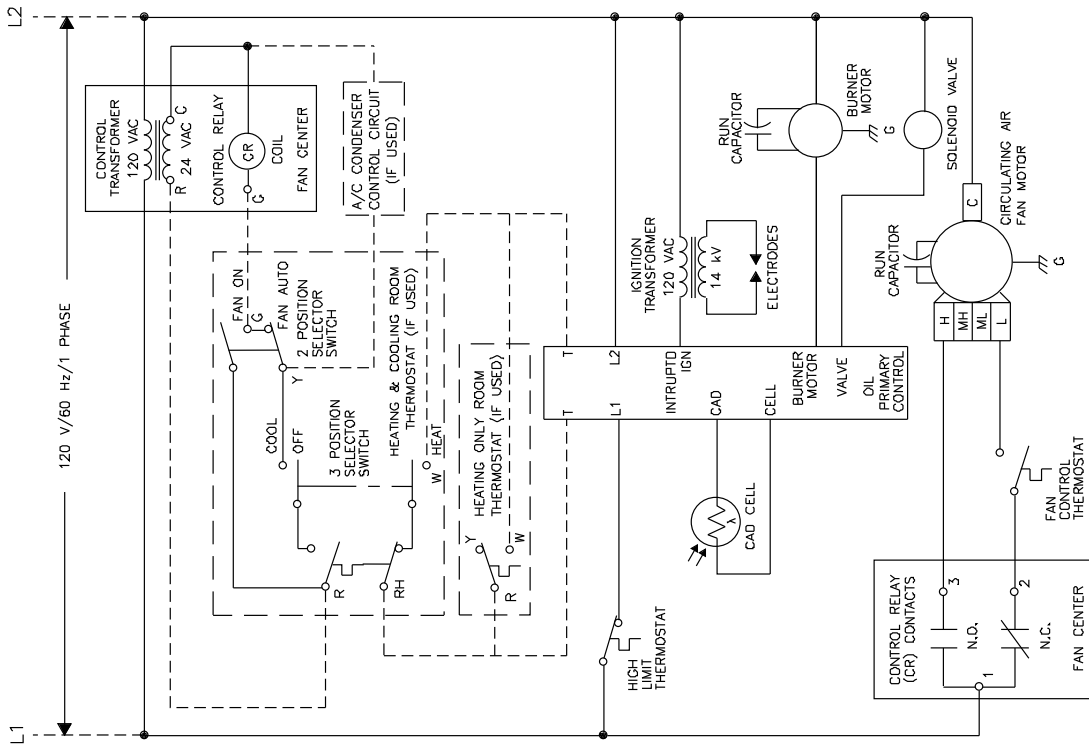 L1
L2
120 V/60 Hz/1 PHASE
CONTROL
TRANSFORMER
120 VAC
24 VAC
R
C
CONTROL RELAY
CR
COIL
G
FAN CENTER
A/C CONDENSER
CONTROL CIRCUIT
(IF USED)
FAN ON
G
FAN AUTO
2 POSITION
SELECTOR
SWITCH
Y
COOL
OFF
3 POSITION
SELECTOR
SWITCH
HEATING & COOLING ROOM
THERMOSTAT (IF USED)
W
HEAT
R
RH
HEATING ONLY ROOM
THERMOSTAT (IF USED)
Y
W
R
T
T
HIGH
LIMIT
THERMOSTAT
L1
L2
INTRUPTD
IGN
CAD
CELL
BURNER
MOTOR
VALVE
OIL
PRIMARY
CONTROL
IGNITION
TRANSFORMER
120 VAC
14 kV
ELECTRODES
CAD CELL
λ
RUN
CAPACITOR
BURNER
MOTOR
G
SOLENOID VALVE
RUN
CAPACITOR
CIRCULATING AIR
FAN MOTOR
C
H
MH
ML
L
G
FAN
CONTROL
THERMOSTAT
CONTROL RELAY
(CR) CONTACTS
3
N.O.
2
N.C.
1
FAN CENTER